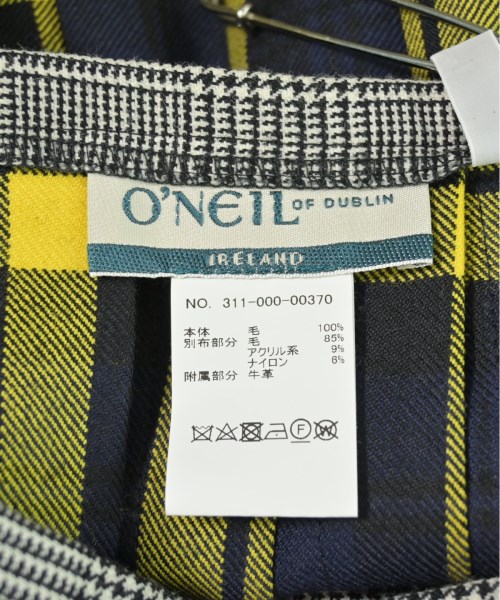 O'NEIL OF DUBLIN
IRELAND
NO. 311-000-00370
本体 毛 100%
別布部分 毛 85%
アクリル系 9%
ナイロン 6%
附属部分 牛革